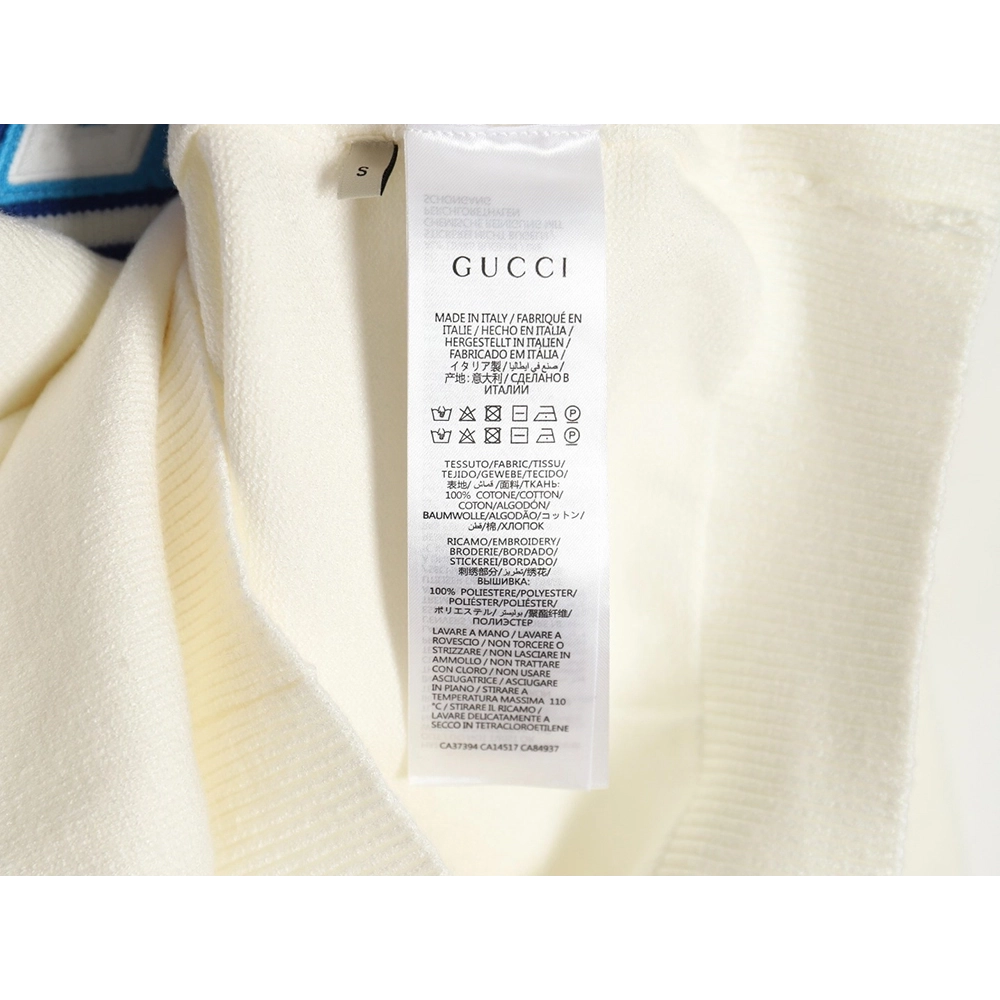 S
GUCCI
MADE IN ITALY / FABRIQUÉ EN
ITALIE / HECHO EN ITALIA /
HERGESTELLT IN ITALIEN /
FABRICADO EM ITÁLIA /
イタリア製 / صنع في ايطاليا /
产地: 意大利 / СДЕЛАНО В
ИТАЛИИ
TESSUTO/FABRIC/TISSU/
TEJIDO/GEWEBE/TECIDO/
表地/ قماش /面料/ТКАНЬ:
100% COTONE/COTTON/
COTON/ALGODÓN/
BAUMWOLLE/ALGODÃO/コットン/
قطن/棉/ХЛОПОК
RICAMO/EMBROIDERY/
BRODERIE/BORDADO/
STICKEREI/BORDADO/
刺绣部分/تطريز/绣花/
ВЫШИВКА:
100% POLIESTERE/POLYESTER/
POLIÉSTER/POLIÉSTER/
ポリエステル/ بوليستر /聚酯纤维/
ПОЛИЭСТЕР
LAVARE A MANO / LAVARE A
ROVESCIO / NON TORCERE O
STRIZZARE / NON LASCIARE IN
AMMOLLO / NON TRATTARE
CON CLORO / NON USARE
ASCIUGATRICE / ASCIUGARE
IN PIANO / STIRARE A
TEMPERATURA MASSIMA 110
°C / STIRARE IL RICAMO /
LAVARE DELICATAMENTE A
SECCO IN TETRACLOROETILENE
CA37394 CA14517 CA84937